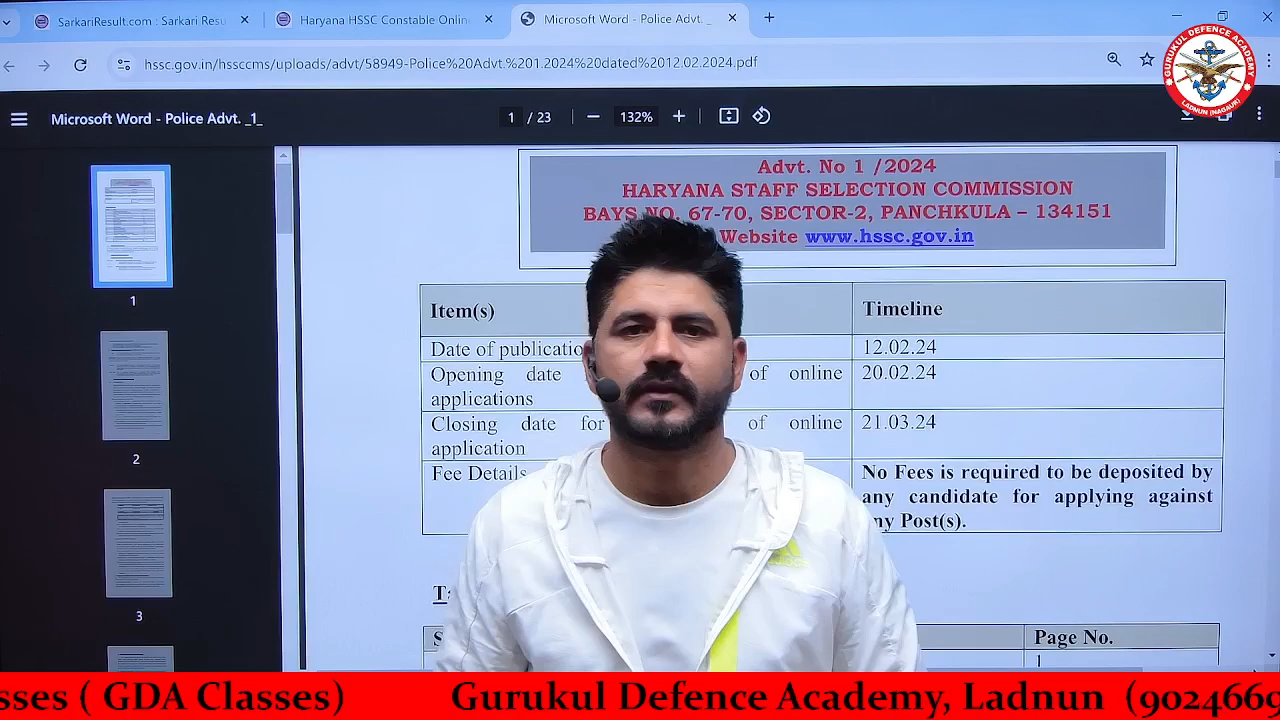 SarkariResult.com : Sarkari Resu
Haryana HSSC Constable Online
Microsoft Word - Police Advt. _
hssc.gov.in/hssccms/uploads/advt/58949-Police%20Advt.%201.2024%20dated%2012.02.2024.pdf
GURUKUL DEFENCE ACADEMY
LADNUN (NAGAUR)
Microsoft Word - Police Advt. _1_
1 / 23
132%
Advt. No 1 /2024
HARYANA STAFF SELECTION COMMISSION
BAYS NO. 67-70, SECTOR-2, PANCHKULA – 134151
Website www.hssc.gov.in
Item(s) Timeline
Date of publicatio 12.02.24
Opening date of online 20.02.24
applications
Closing date for of online 21.03.24
application
Fee Details No Fees is required to be deposited by
any candidate for applying against
ny Post(s).
1
2
3
Page No.
1
sses ( GDA Classes) Gurukul Defence Academy, Ladnun (9024669